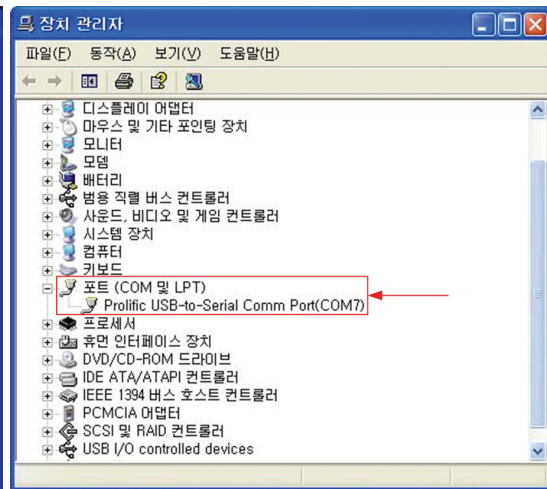 장치 관리자
파일(F) 동작(A) 보기(V) 도움말(H)
디스플레이 어댑터
마우스 및 기타 포인팅 장치
모니터
모뎀
배터리
범용 직렬 버스 컨트롤러
사운드, 비디오 및 게임 컨트롤러
시스템 장치
컴퓨터
키보드
포트 (COM 및 LPT)
Prolific USB-to-Serial Comm Port(COM7)
프로세서
휴먼 인터페이스 장치
DVD/CD-ROM 드라이브
IDE ATA/ATAPI 컨트롤러
IEEE 1394 버스 호스트 컨트롤러
PCMCIA 어댑터
SCSI 및 RAID 컨트롤러
USB I/O controlled devices